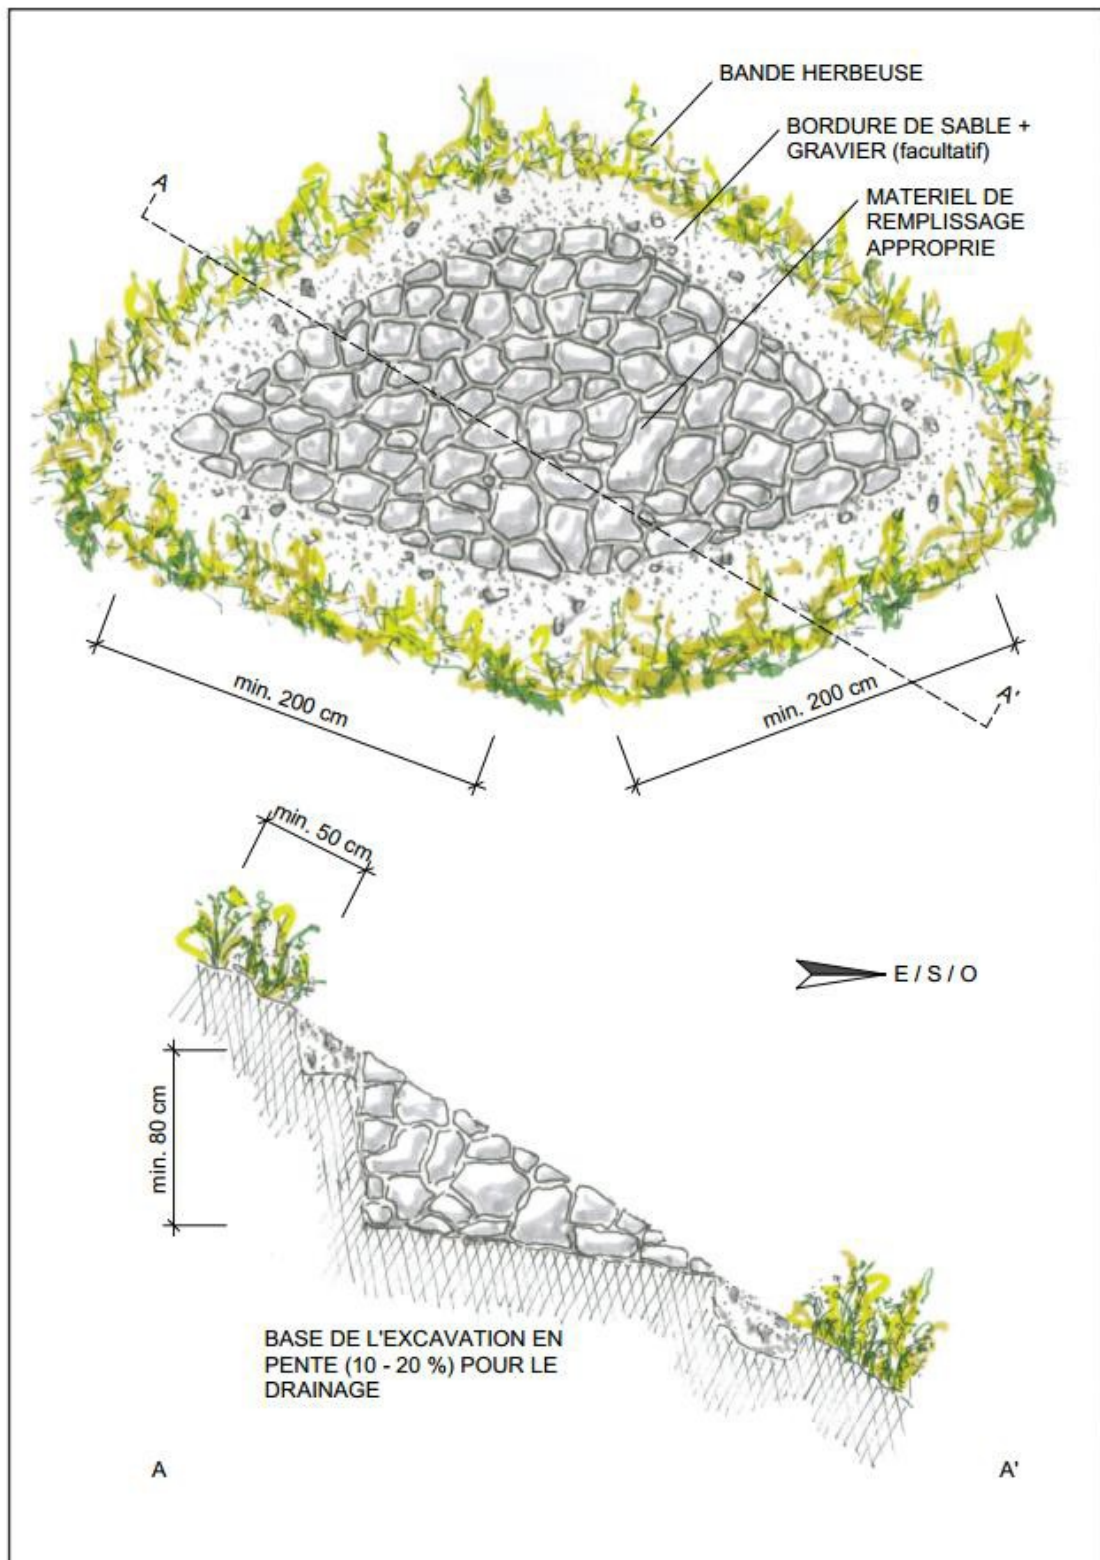 BANDE HERBEUSE
BORDURE DE SABLE +
GRAVIER (facultatif)
MATERIEL DE
REMPLISSAGE
APPROPRIE
A
min. 200 cm
min. 200 cm
A'
min. 50 cm
E / S / O
min. 80 cm
BASE DE L'EXCAVATION EN
PENTE (10 - 20 %) POUR LE
DRAINAGE
A
A'